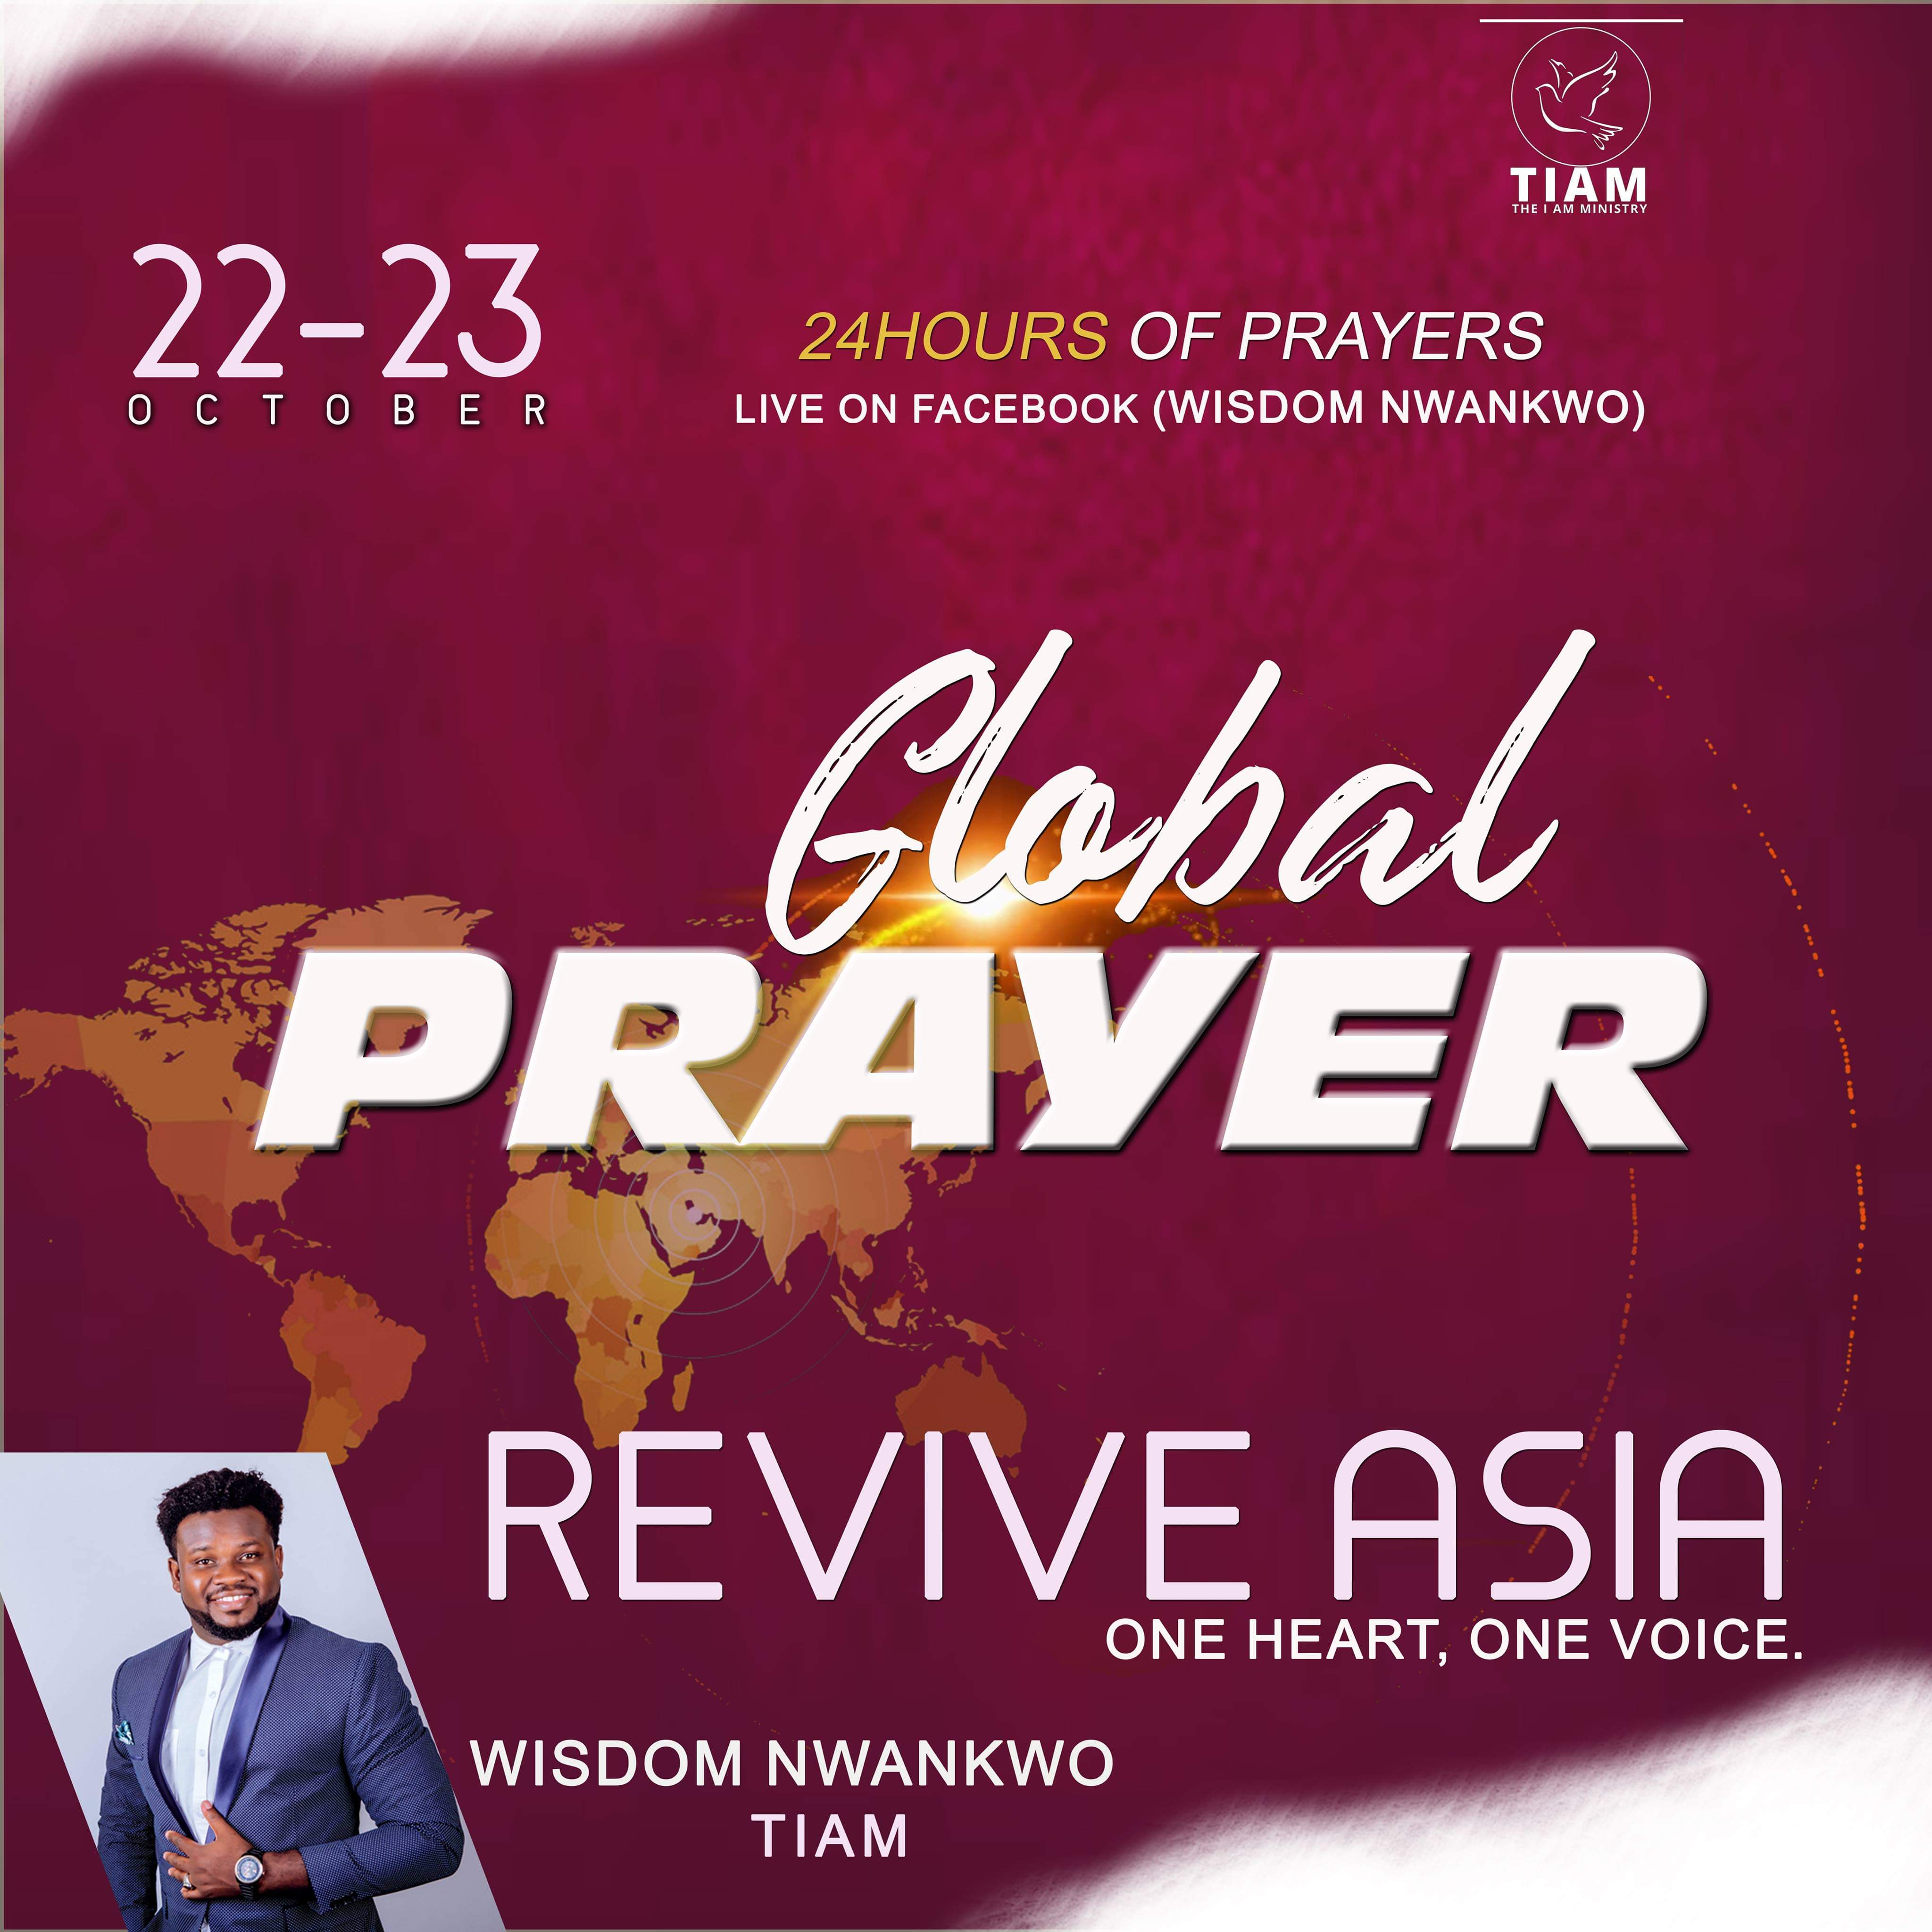 TIAM
THE I AM MINISTRY
22-23
OCTOBER
24HOURS OF PRAYERS
LIVE ON FACEBOOK (WISDOM NWANKWO)
Global
PRAYER
REVIVE ASIA
ONE HEART, ONE VOICE.
WISDOM NWANKWO
TIAM